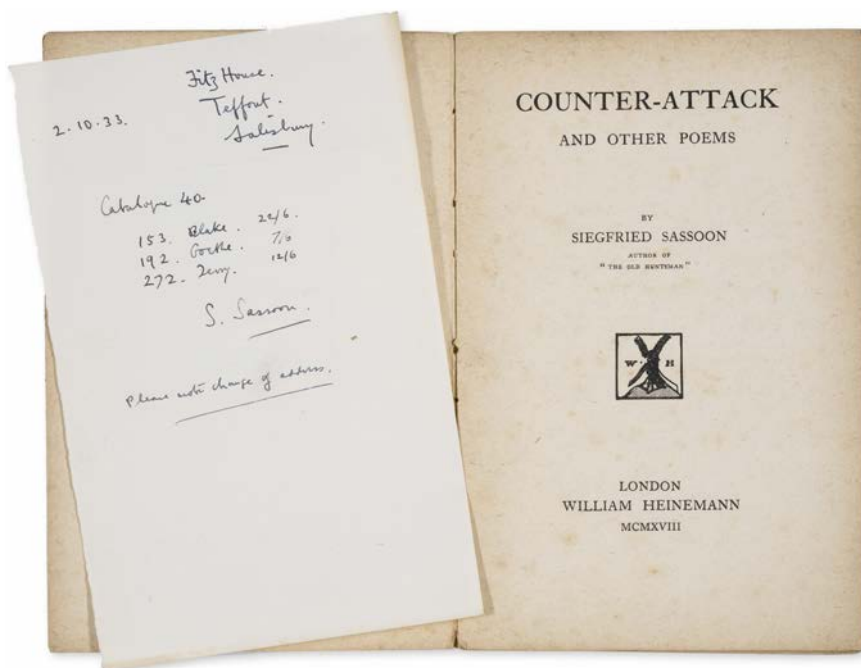 Fitz House.
Teffont.
Salisbury.
2.10.33.
Catalogue 40.
153. Blake. 22/6.
192. Goethe. 7/6
272. 12/6
S. Sassoon.
Please note change of address.
COUNTER-ATTACK
AND OTHER POEMS
BY
SIEGFRIED SASSOON
AUTHOR OF
"THE OLD HUNTSMAN"
W H
LONDON
WILLIAM HEINEMANN
MCMXVIII